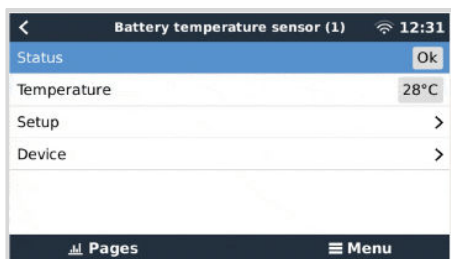 Battery temperature sensor (1) 12:31
Status Ok
Temperature 28°C
Setup
Device
Pages Menu